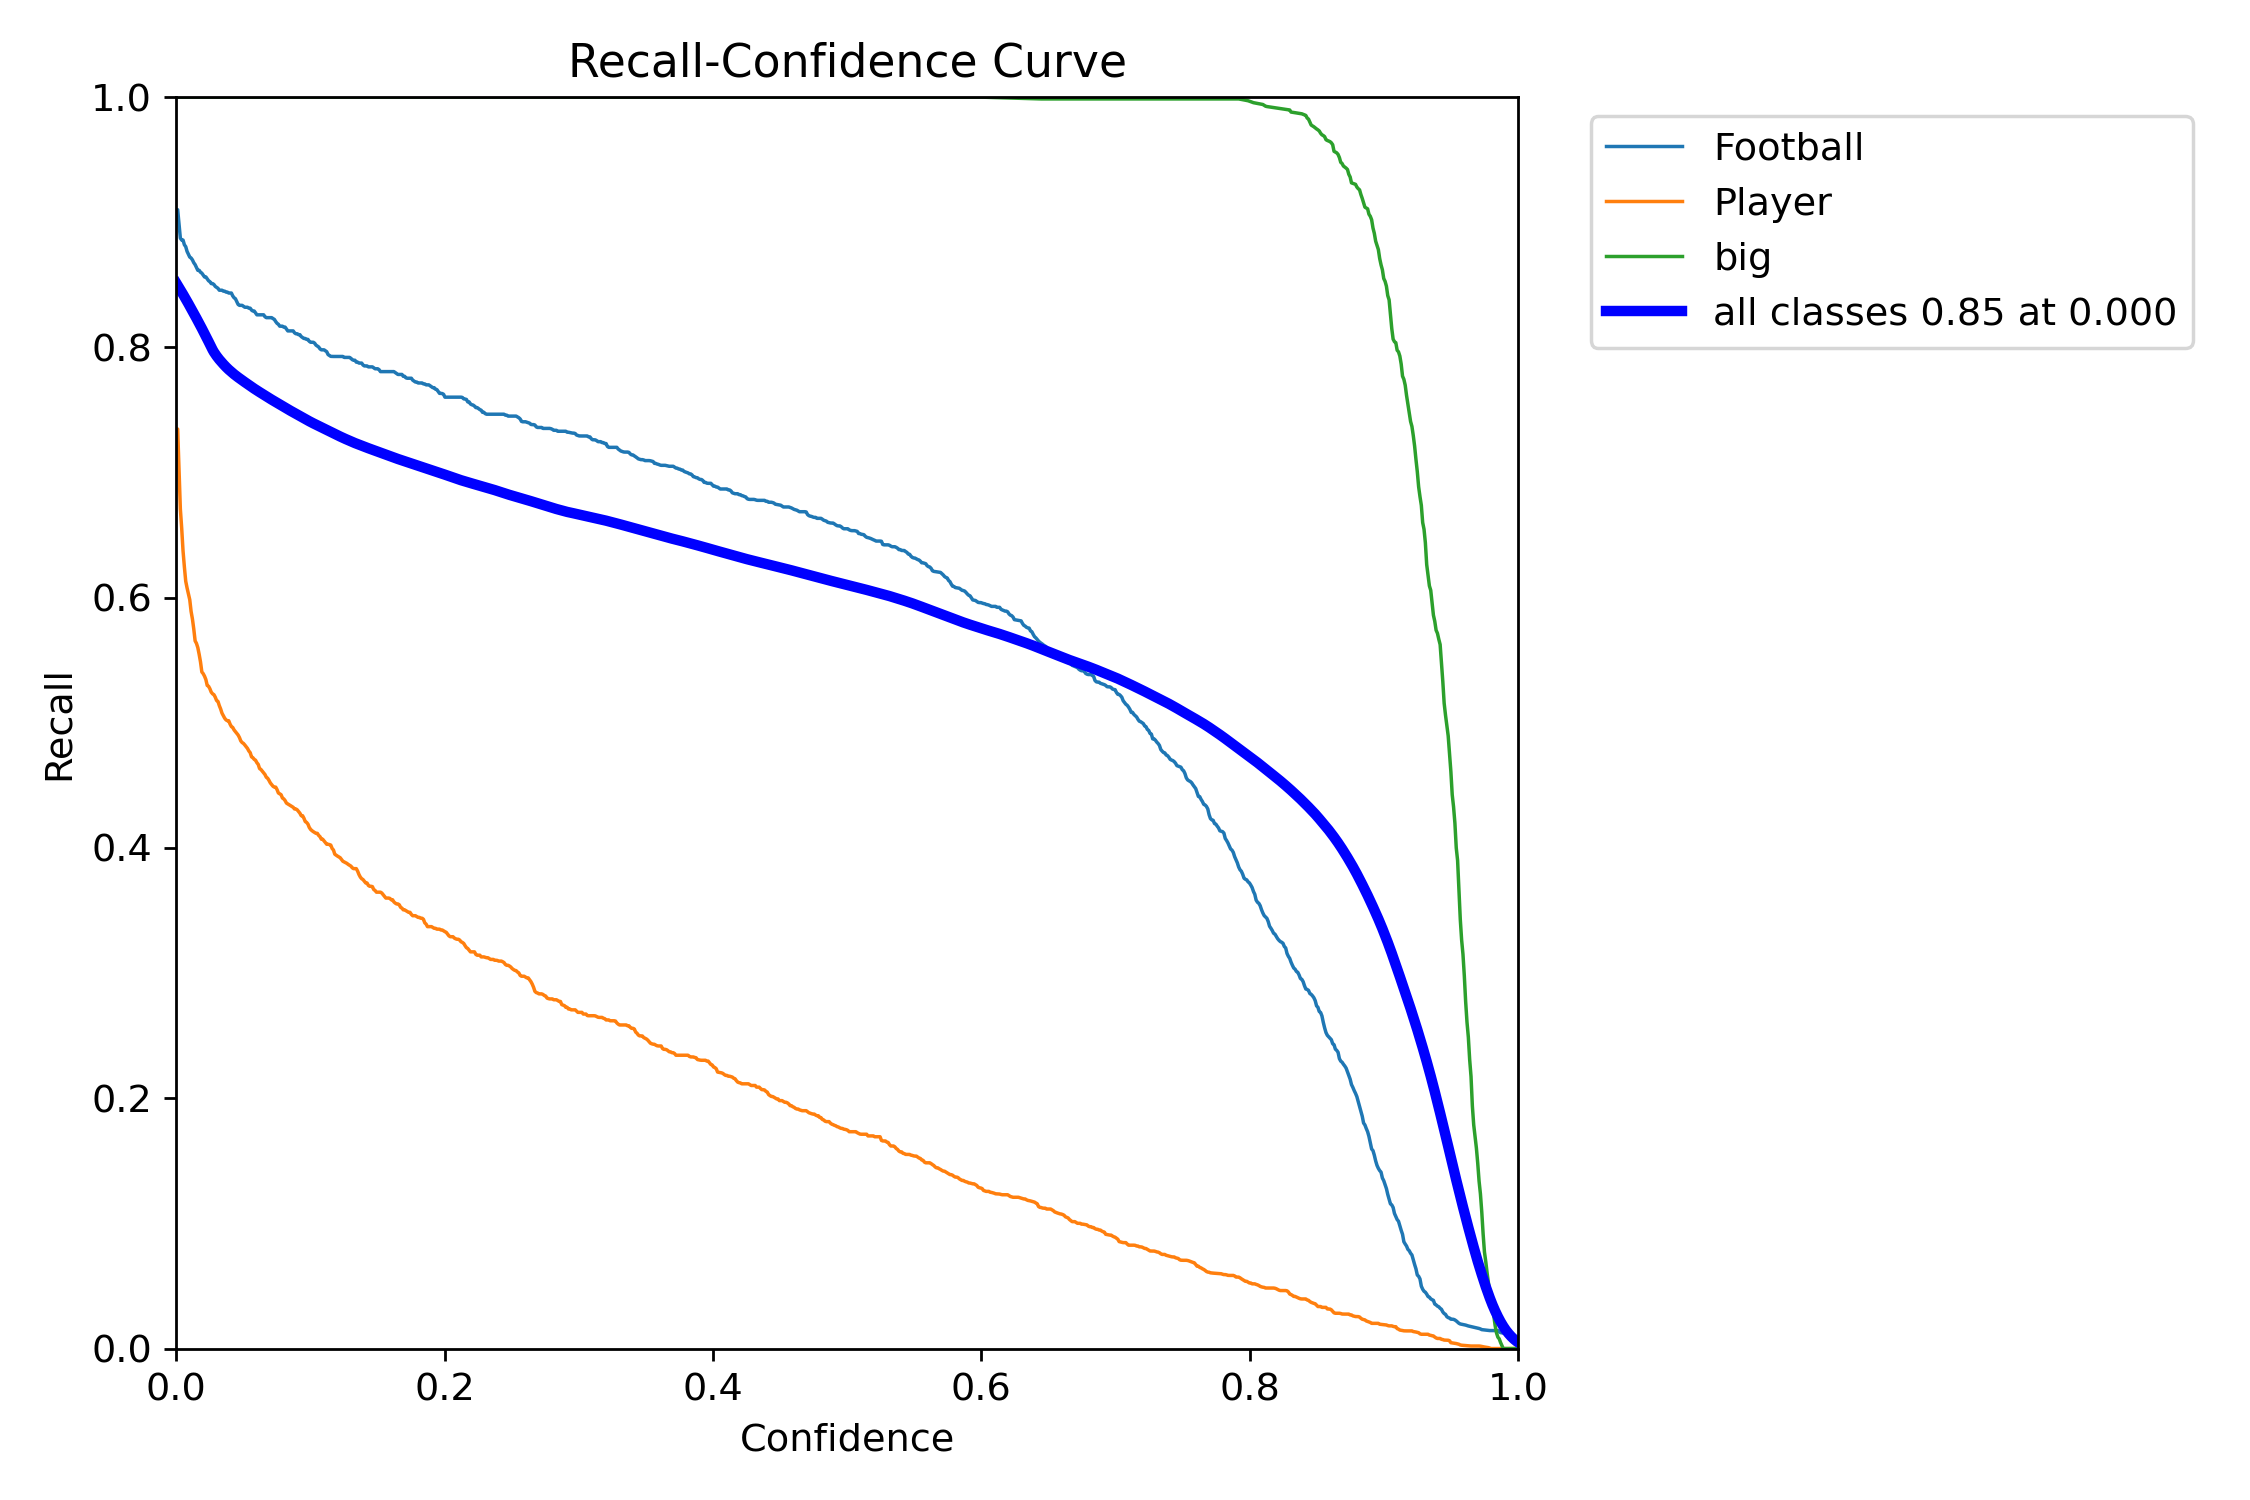 Recall-Confidence Curve
1.0
0.8
0.6
0.4
0.2
0.0
Recall
0.0 0.2 0.4 0.6 0.8 1.0
Confidence
Football
Player
big
all classes 0.85 at 0.000